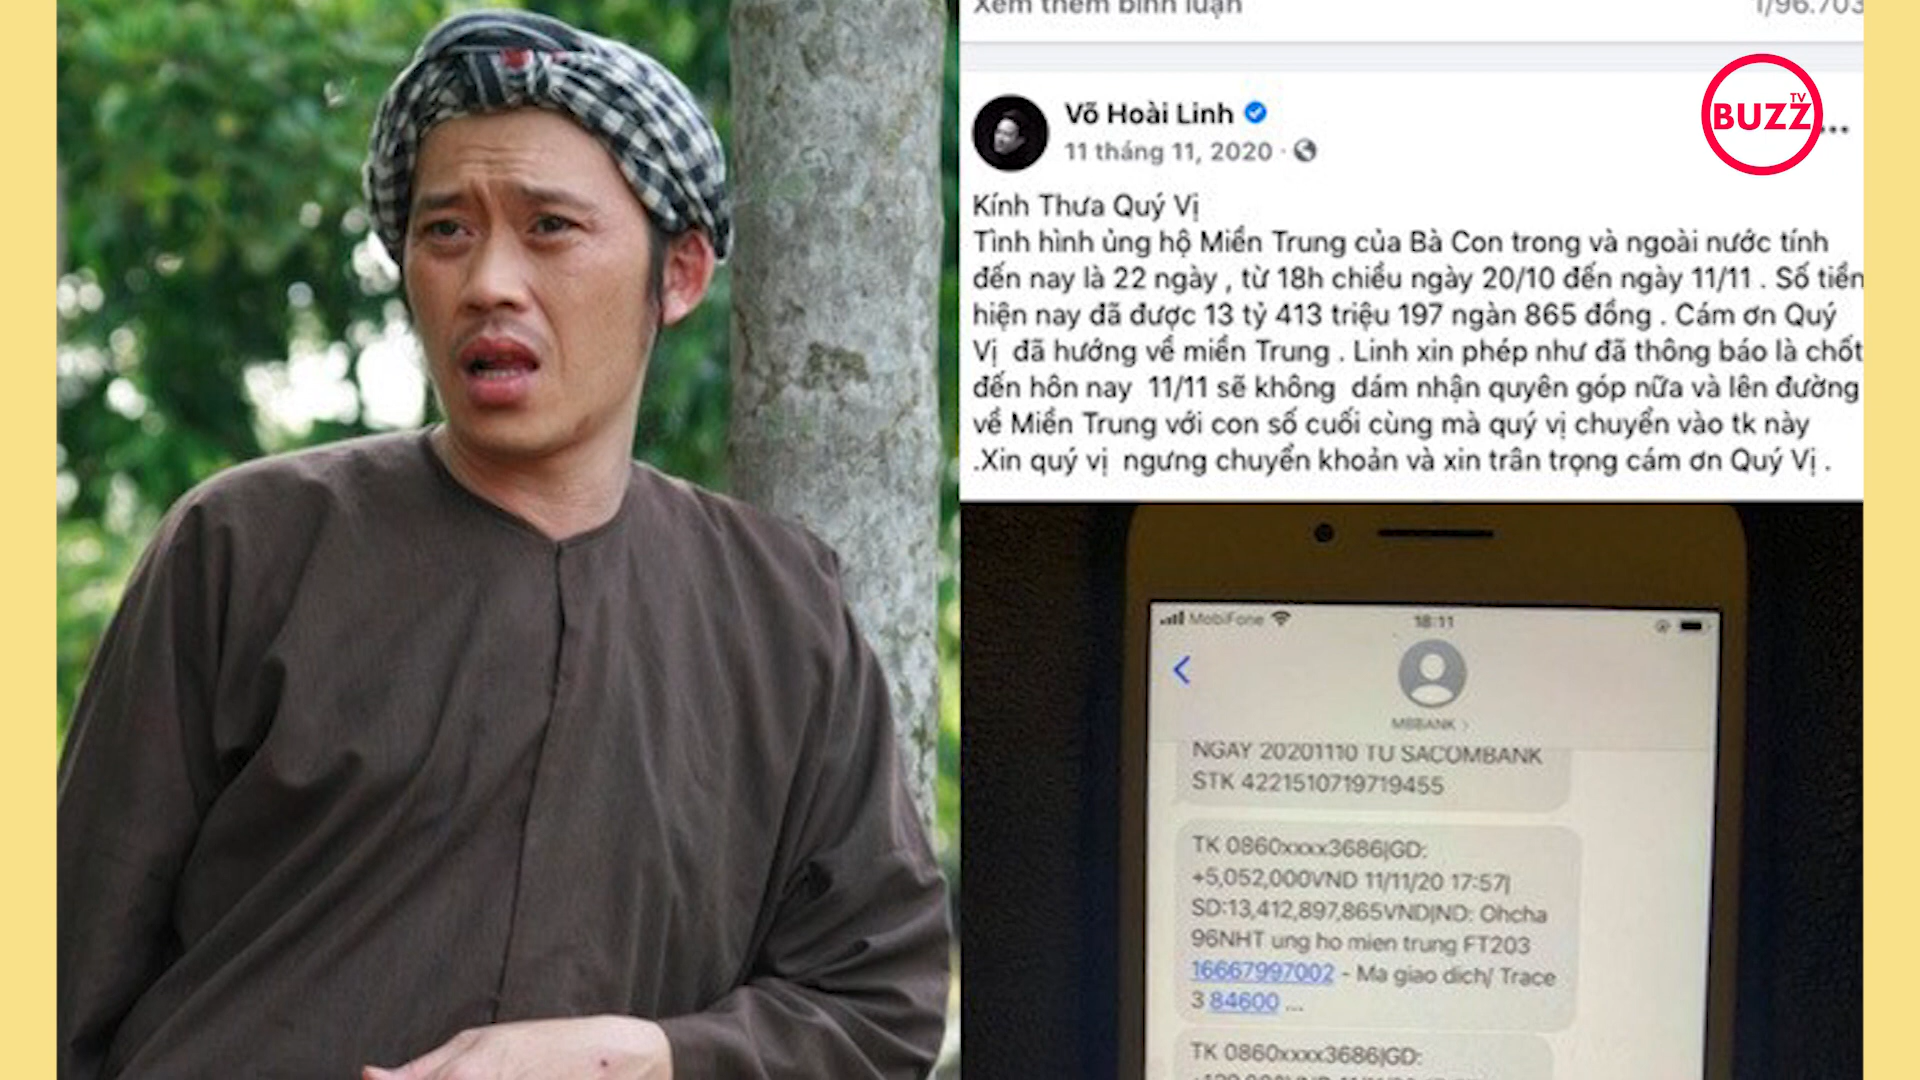 Xem thêm bình luận
1/96.703
BUZZ TV
Võ Hoài Linh
11 tháng 11, 2020 ·
Kính Thưa Quý Vị
Tình hình ủng hộ Miền Trung của Bà Con trong và ngoài nước tính
đến nay là 22 ngày , từ 18h chiều ngày 20/10 đến ngày 11/11 . Số tiền
hiện nay đã được 13 tỷ 413 triệu 197 ngàn 865 đồng . Cám ơn Quý
Vị đã hướng về miền Trung . Linh xin phép như đã thông báo là chốt
đến hôn nay 11/11 sẽ không dám nhận quyên góp nữa và lên đường
về Miền Trung với con số cuối cùng mà quý vị chuyển vào tk này
.Xin quý vị ngưng chuyển khoản và xin trân trọng cám ơn Quý Vị .
MobiFone
18:11
MBBANK >
NGAY 20201110 TU SACOMBANK
STK 4221510719719455
TK 0860xxxx3686|GD:
+5,052,000VND 11/11/20 17:57|
SD:13,412,897,865VND|ND: Ohcha
96NHT ung ho mien trung FT203
16667997002 - Ma giao dich/ Trace
3 84600 ...
TK 0860xxxx3686|GD: